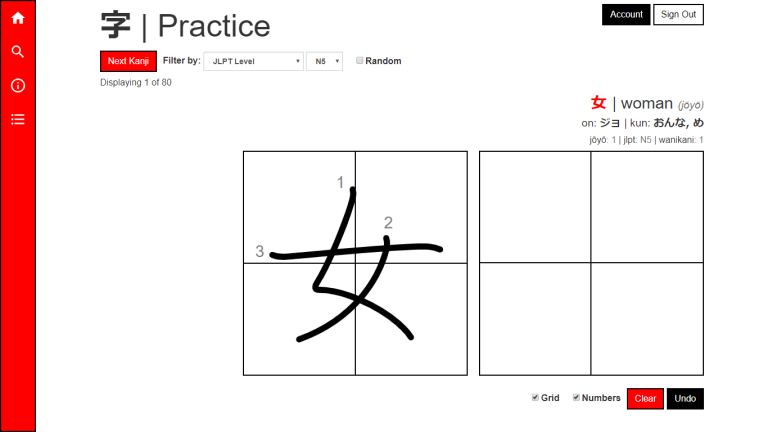 字 | Practice
Account
Sign Out
Next Kanji
Filter by:
JLPT Level
N5
Random
Displaying 1 of 80
女 | woman (jōyō)
on: ジョ | kun: おんな, め
jōyō: 1 | jlpt: N5 | wanikani: 1
1
2
3
女
Grid
Numbers
Clear
Undo